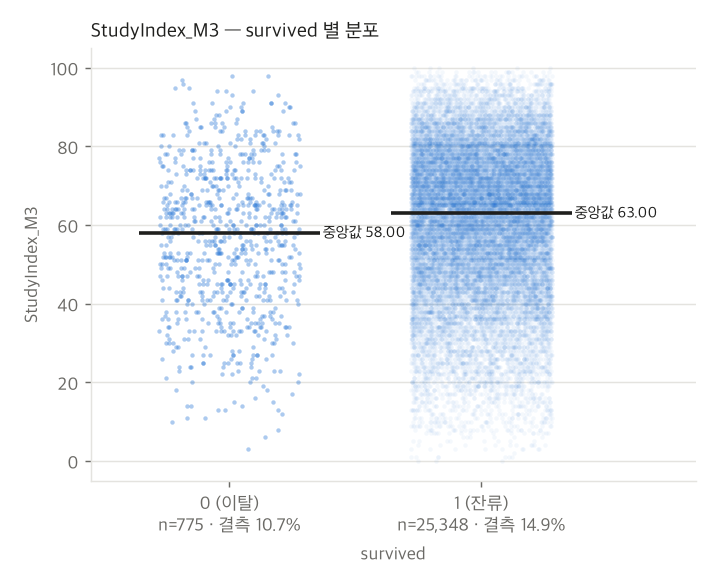 StudyIndex_M3 — survived 별 분포
100
80
60
40
20
0
StudyIndex_M3
중앙값 58.00
중앙값 63.00
0 (이탈)
n=775 · 결측 10.7%
1 (잔류)
n=25,348 · 결측 14.9%
survived